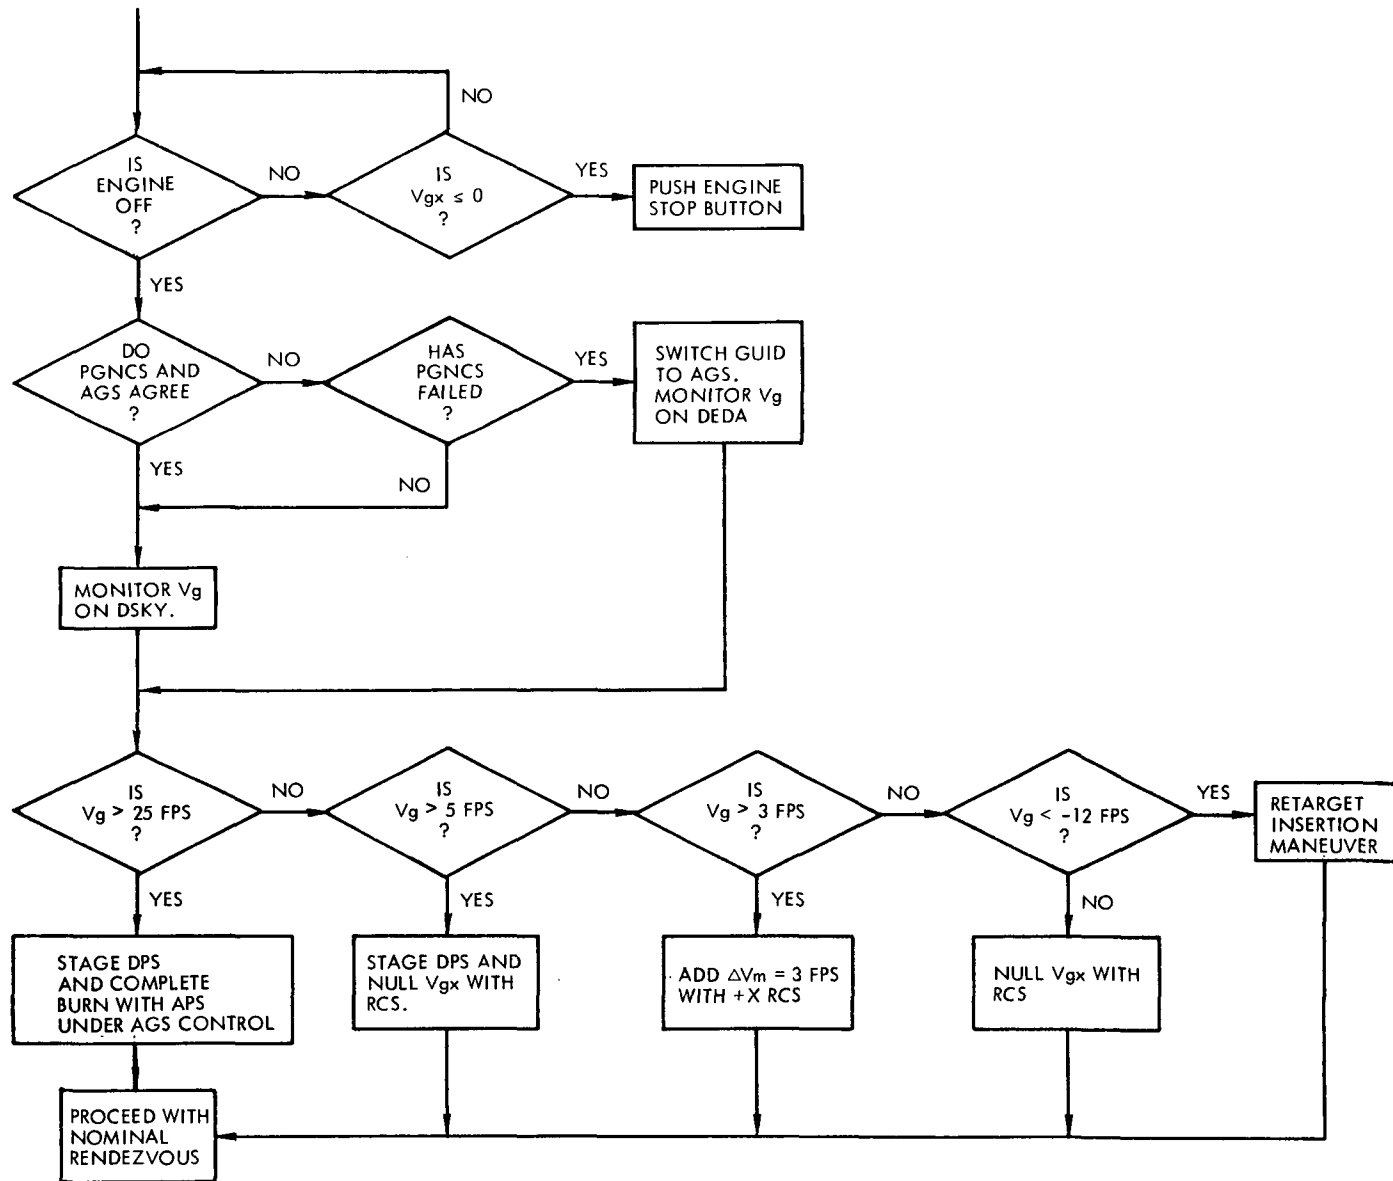 NO
IS
ENGINE
OFF
?
NO
IS
Vgx ≤ 0
?
YES
PUSH ENGINE
STOP BUTTON
YES
DO
PGNCS AND
AGS AGREE
?
NO
HAS
PGNCS
FAILED
?
YES
SWITCH GUID
TO AGS.
MONITOR Vg
ON DEDA
YES
NO
MONITOR Vg
ON DSKY.
IS
Vg > 25 FPS
?
NO
IS
Vg > 5 FPS
?
NO
IS
Vg > 3 FPS
?
NO
IS
Vg < -12 FPS
?
YES
RETARGET
INSERTION
MANEUVER
YES
YES
YES
NO
STAGE DPS
AND COMPLETE
BURN WITH APS
UNDER AGS CONTROL
STAGE DPS AND
NULL Vgx WITH
RCS.
ADD ΔVm = 3 FPS
WITH +X RCS
NULL Vgx WITH
RCS
PROCEED WITH
NOMINAL
RENDEZVOUS